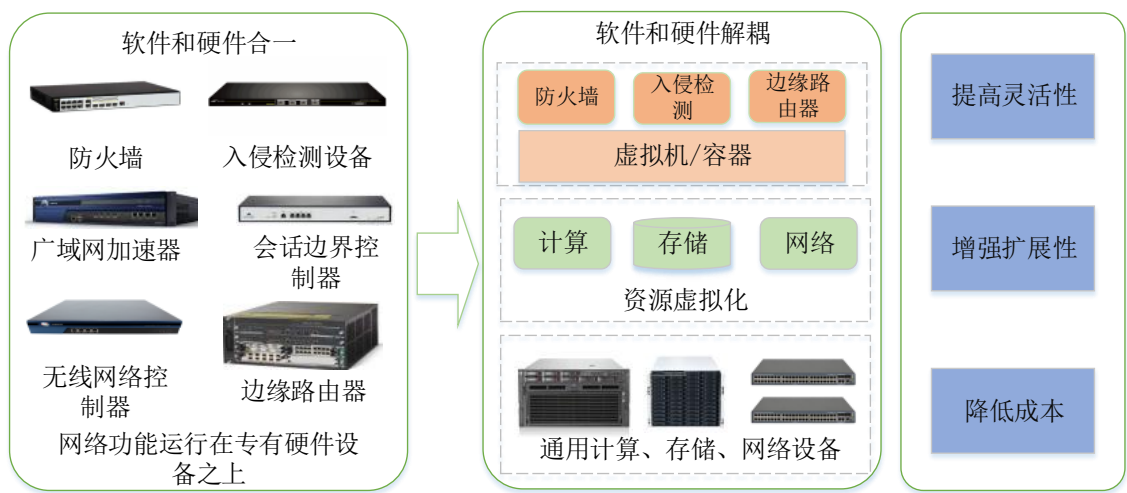 软件和硬件合一
防火墙
入侵检测设备
广域网加速器
会话边界控
制器
无线网络控
制器
边缘路由器
网络功能运行在专有硬件设
备之上
软件和硬件解耦
防火墙
入侵检
测
边缘路
由器
虚拟机/容器
计算
存储
网络
资源虚拟化
通用计算、存储、网络设备
提高灵活性
增强扩展性
降低成本